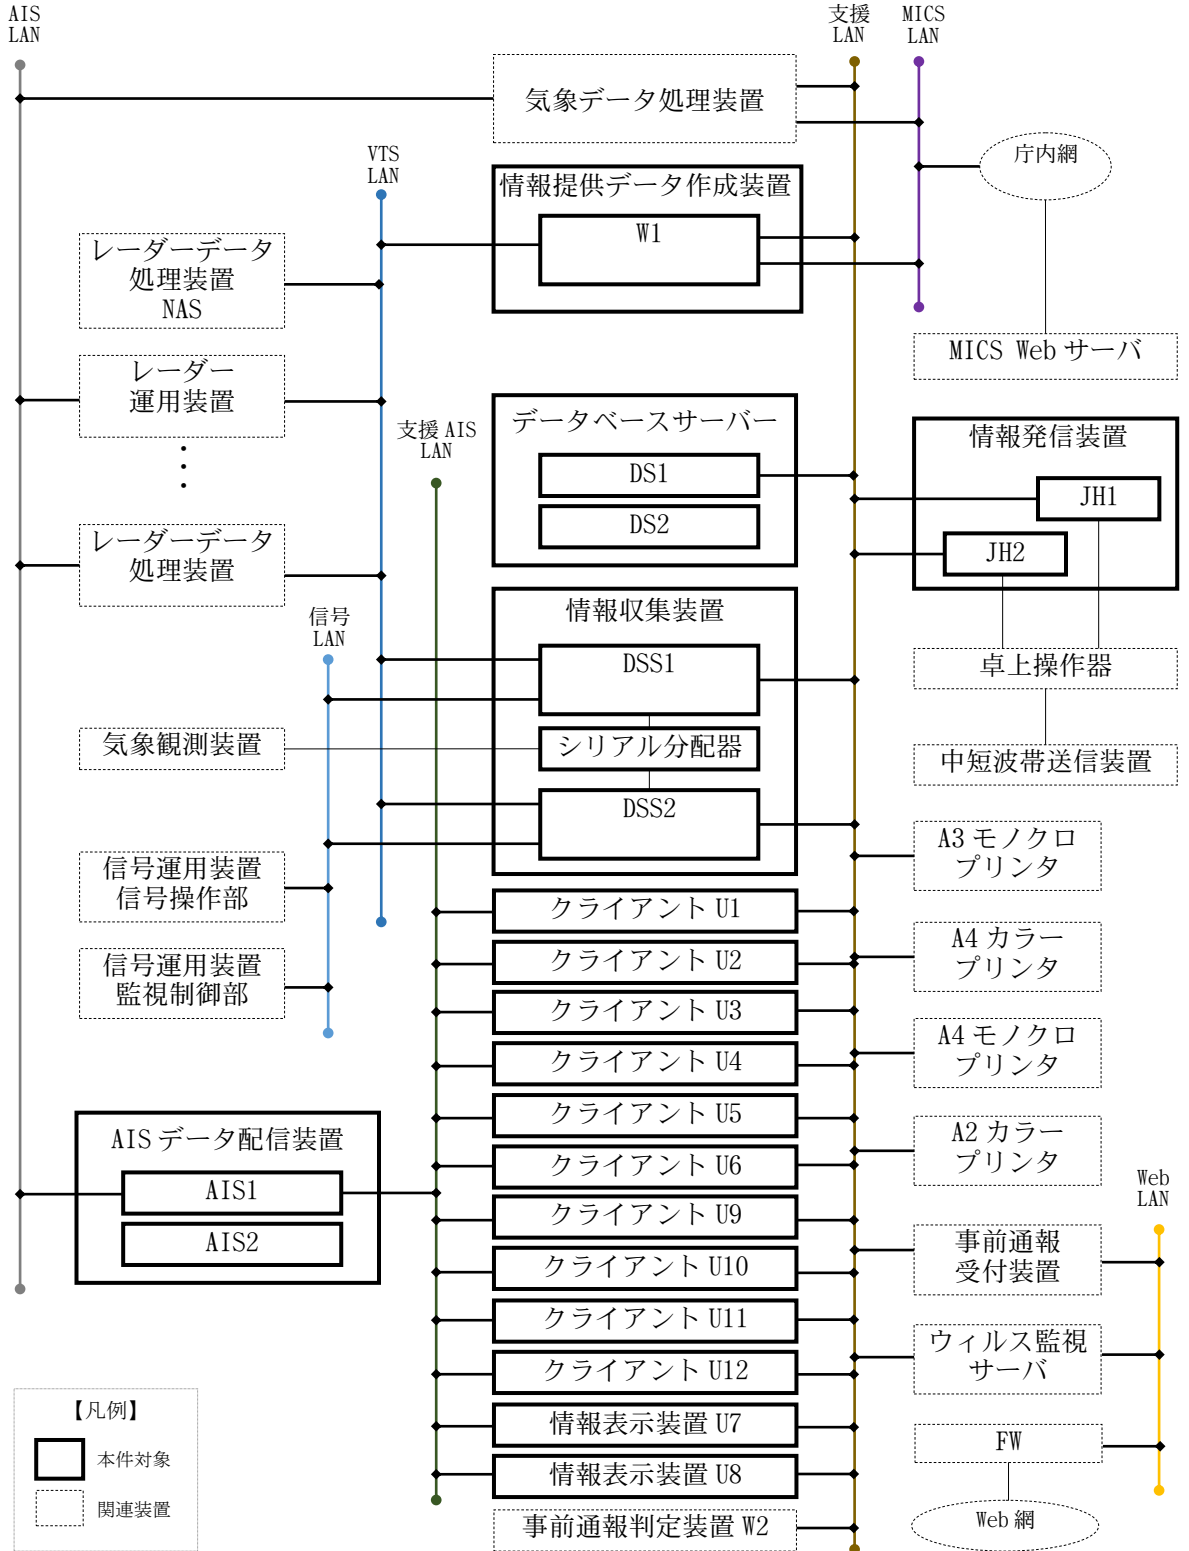 AIS
LAN
支援
LAN
MICS
LAN
気象データ処理装置
VTS
LAN
庁内網
情報提供データ作成装置
W1
レーダーデータ
処理装置
NAS
MICS Web サーバ
レーダー
運用装置
⋮
支援 AIS
LAN
データベースサーバー
DS1
DS2
情報発信装置
JH1
JH2
レーダーデータ
処理装置
信号
LAN
情報収集装置
DSS1
シリアル分配器
DSS2
卓上操作器
気象観測装置
中短波帯送信装置
信号運用装置
信号操作部
信号運用装置
監視制御部
A3 モノクロ
プリンタ
A4 カラー
プリンタ
A4 モノクロ
プリンタ
A2 カラー
プリンタ
クライアント U1
クライアント U2
クライアント U3
クライアント U4
クライアント U5
クライアント U6
クライアント U9
クライアント U10
クライアント U11
クライアント U12
情報表示装置 U7
情報表示装置 U8
事前通報判定装置 W2
AIS データ配信装置
AIS1
AIS2
Web
LAN
事前通報
受付装置
ウィルス監視
サーバ
FW
Web 網
【凡例】
本件対象
関連装置